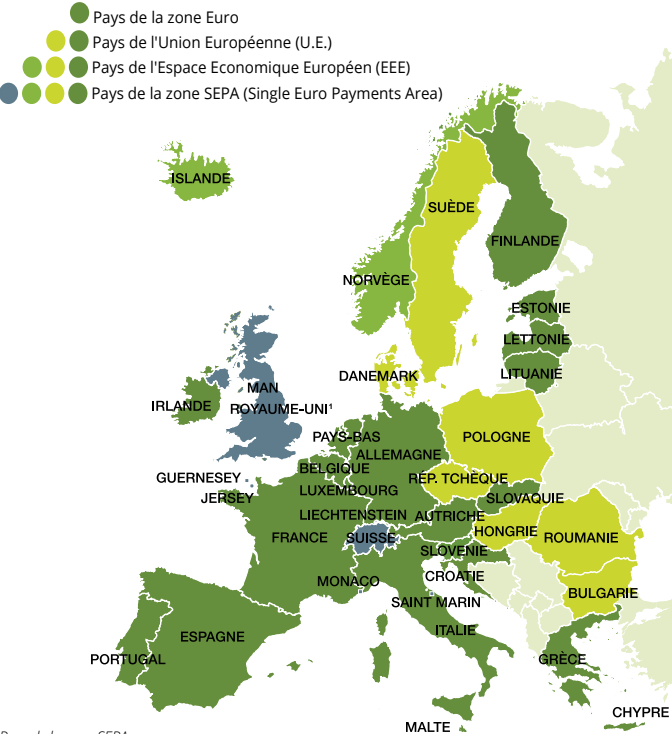 Pays de la zone Euro
Pays de l'Union Européenne (U.E.)
Pays de l'Espace Economique Européen (EEE)
Pays de la zone SEPA (Single Euro Payments Area)
ISLANDE
SUÈDE
FINLANDE
NORVÈGE
ESTONIE
LETTONIE
LITUANIE
DANEMARK
MAN
IRLANDE
ROYAUME-UNI¹
PAYS-BAS
POLOGNE
ALLEMAGNE
BELGIQUE
GUERNESEY
RÉP. TCHÈQUE
LUXEMBOURG
JERSEY
SLOVAQUIE
LIECHTENSTEIN
AUTRICHE
FRANCE
SUISSE
HONGRIE
ROUMANIE
SLOVENIE
MONACO
CROATIE
BULGARIE
SAINT MARIN
ITALIE
ESPAGNE
PORTUGAL
GRÈCE
CHYPRE
MALTE